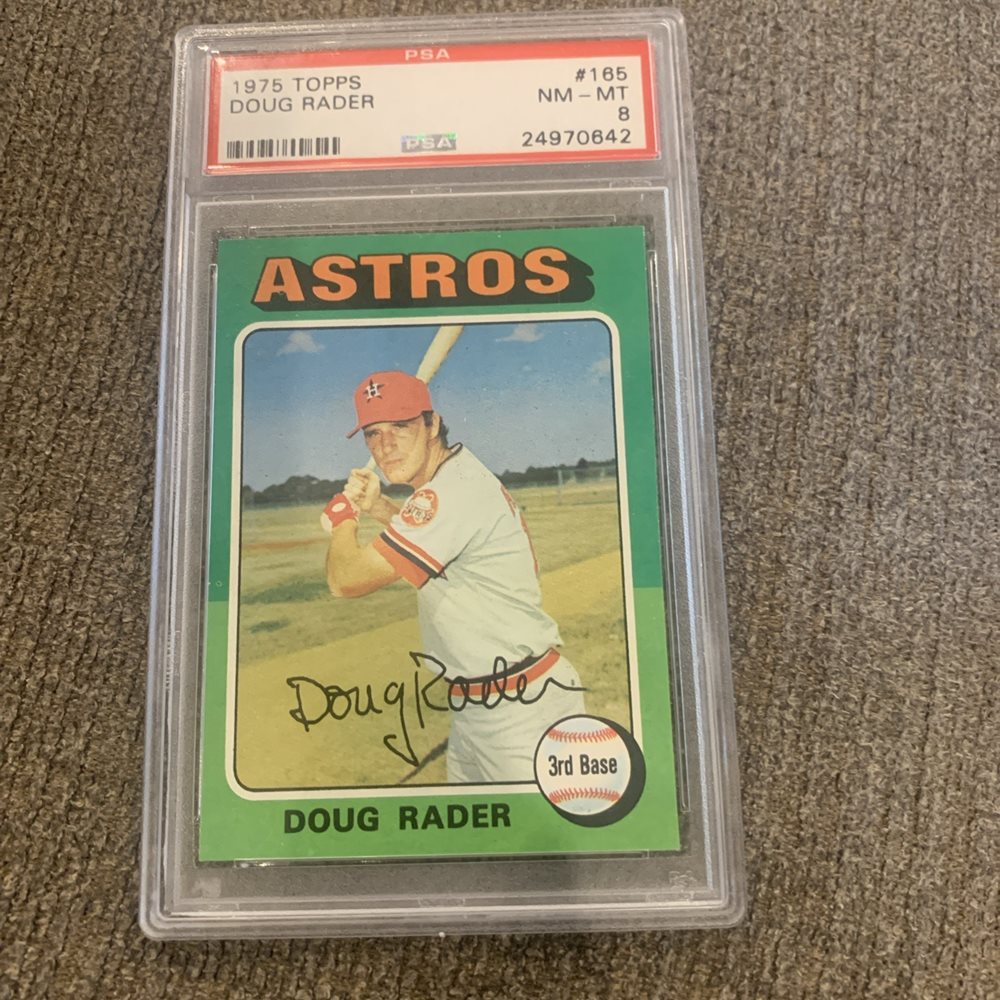 PSA
1975 TOPPS
DOUG RADER
#165
NM - MT
8
24970642
PSA
ASTROS
H
Doug Rader
3rd Base
DOUG RADER